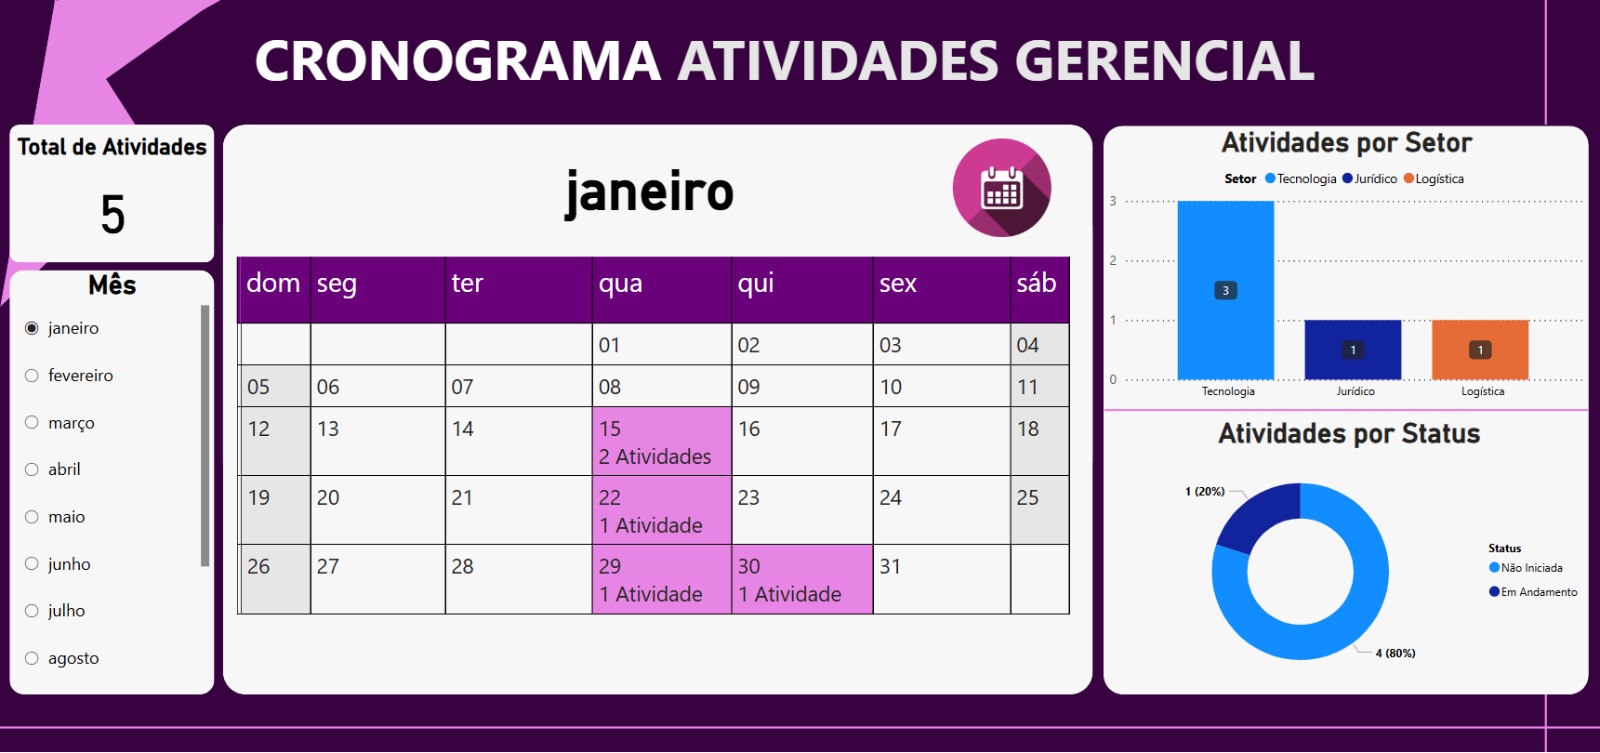 CRONOGRAMA ATIVIDADES GERENCIAL
Total de Atividades
5
Mês
janeiro
fevereiro
março
abril
maio
junho
julho
agosto
janeiro
dom seg ter qua qui sex sáb
01 02 03 04
05 06 07 08 09 10 11
12 13 14 15 16 17 18
2 Atividades
19 20 21 22 23 24 25
1 Atividade
26 27 28 29 30 31
1 Atividade 1 Atividade
Atividades por Setor
Setor Tecnologia Jurídico Logística
3
2
1
0
3
1
1
Tecnologia Jurídico Logística
Atividades por Status
1 (20%)
4 (80%)
Status
Não Iniciada
Em Andamento